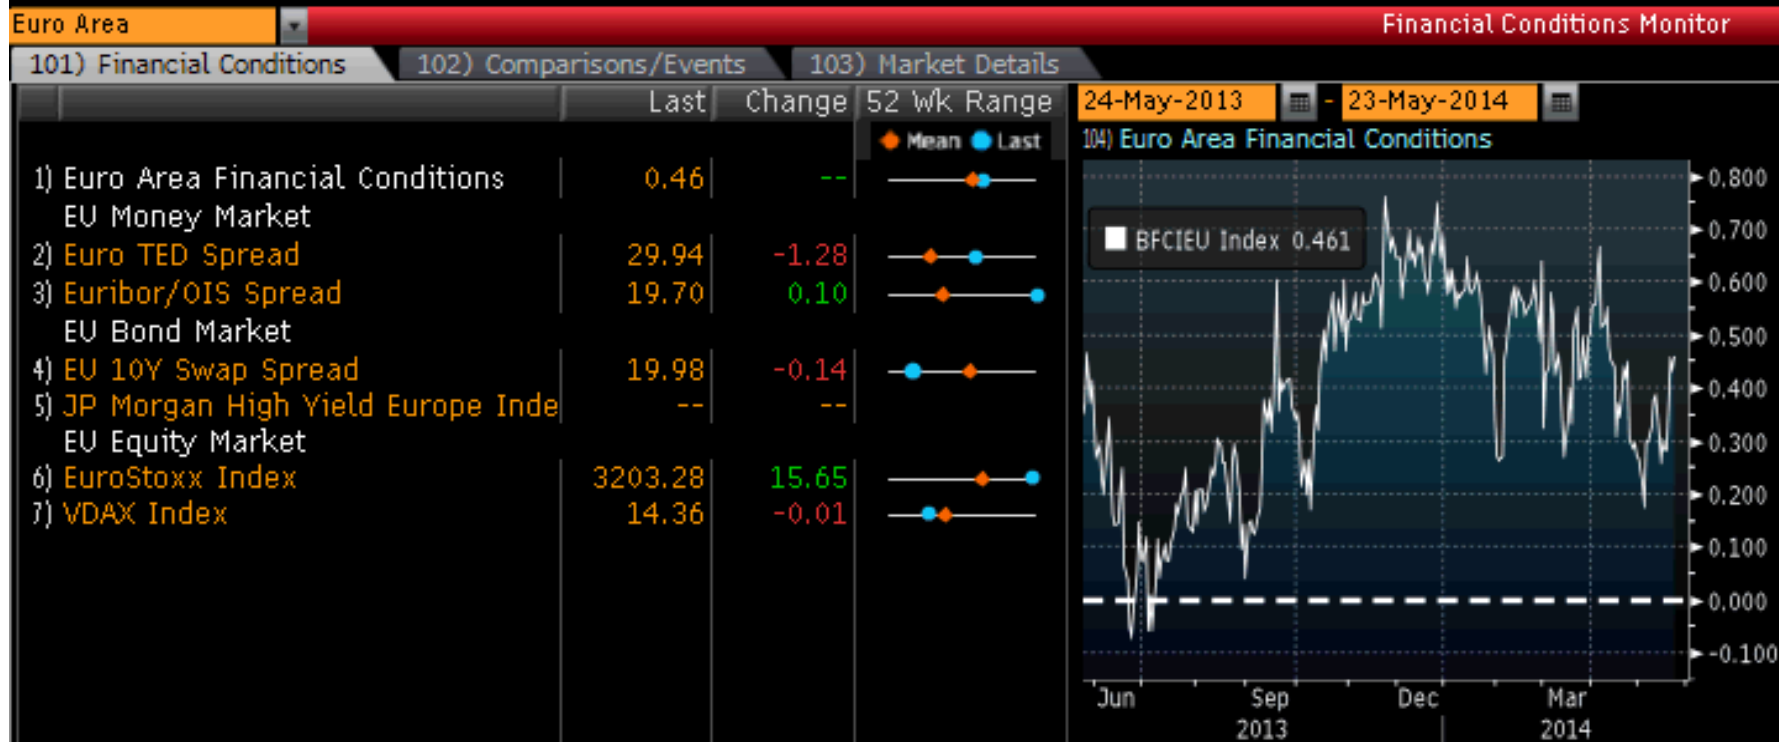 Euro Area Financial Conditions Monitor
101) Financial Conditions 102) Comparisons/Events 103) Market Details
Last Change 52 Wk Range 24-May-2013 - 23-May-2014
Mean Last 104) Euro Area Financial Conditions
1) Euro Area Financial Conditions 0.46 --
EU Money Market
2) Euro TED Spread 29.94 -1.28
3) Euribor/OIS Spread 19.70 0.10
EU Bond Market
4) EU 10Y Swap Spread 19.98 -0.14
5) JP Morgan High Yield Europe Inde -- --
EU Equity Market
6) EuroStoxx Index 3203.28 15.65
7) VDAX Index 14.36 -0.01
BFCIEU Index 0.461
0.800
0.700
0.600
0.500
0.400
0.300
0.200
0.100
0.000
-0.100
Jun Sep Dec Mar
2013 2014